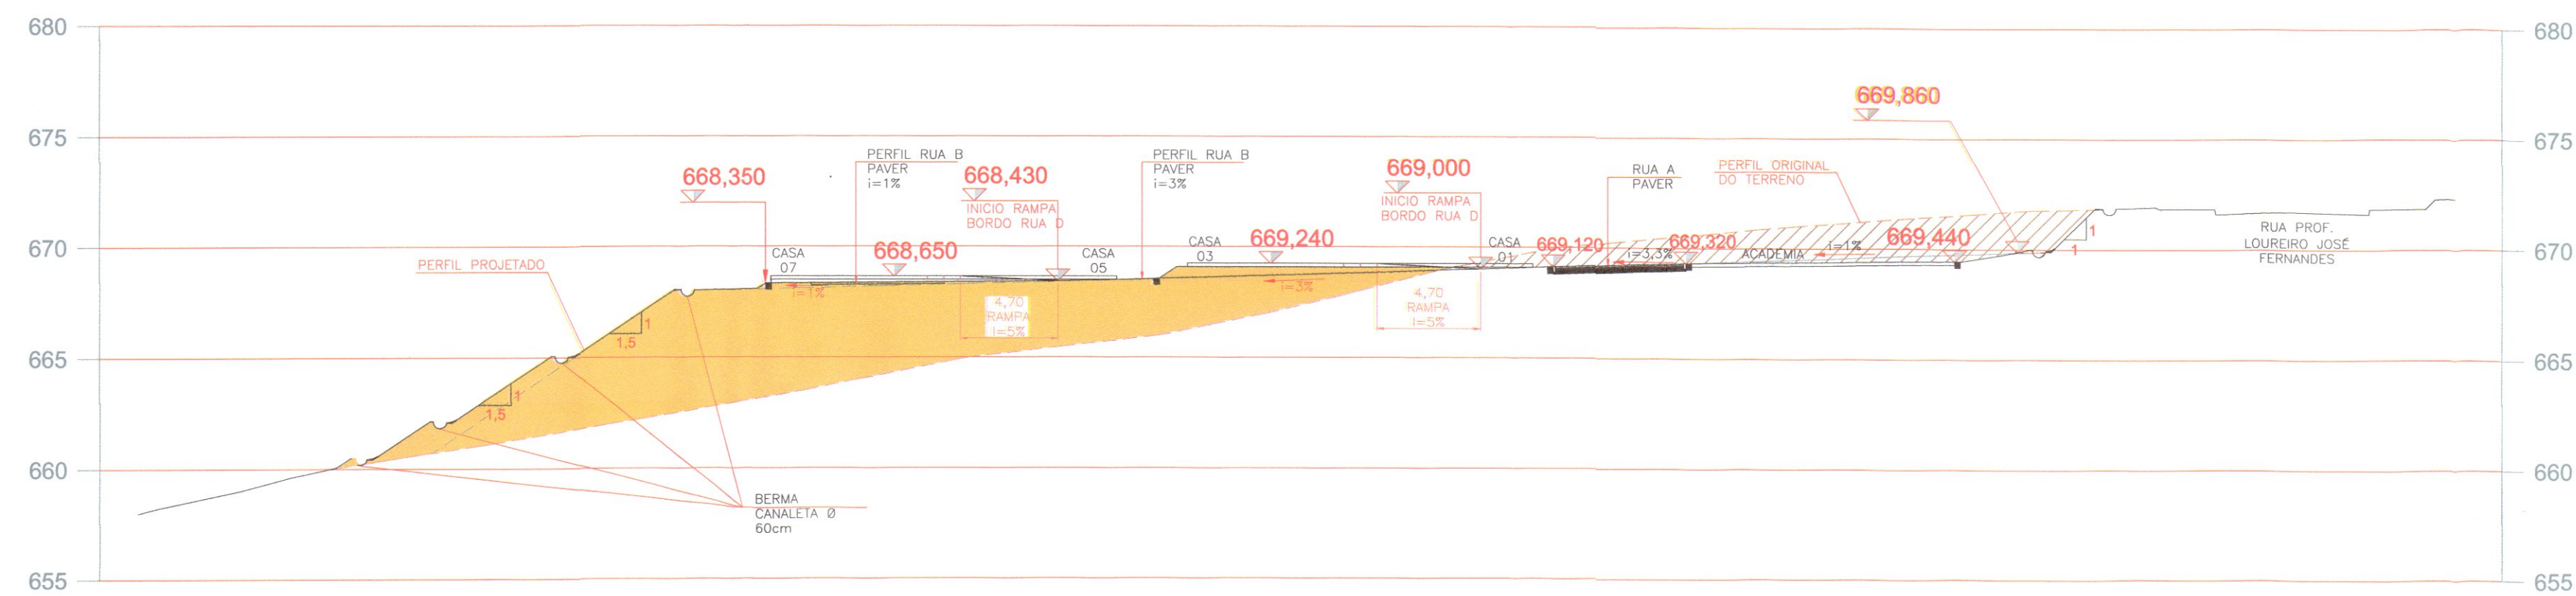 680
680
669,860
675
675
PERFIL RUA B
PAVER
i=1%
PERFIL RUA B
PAVER
i=3%
668,350
668,430
INICIO RAMPA
BORDO RUA D
669,000
INICIO RAMPA
BORDO RUA D
RUA A
PAVER
PERFIL ORIGINAL
DO TERRENO
670
670
CASA
07
668,650
CASA
05
CASA
03
669,240
CASA
01
669,120
i=3,3%
669,320
ACADEMIA
i=1%
669,440
1
1
RUA PROF.
LOUREIRO JOSÉ
FERNANDES
PERFIL PROJETADO
i=1%
i=3%
4,70
RAMPA
i=5%
4,70
RAMPA
i=5%
1
1,5
665
665
1
1,5
660
660
BERMA
CANALETA Ø
60cm
655
655